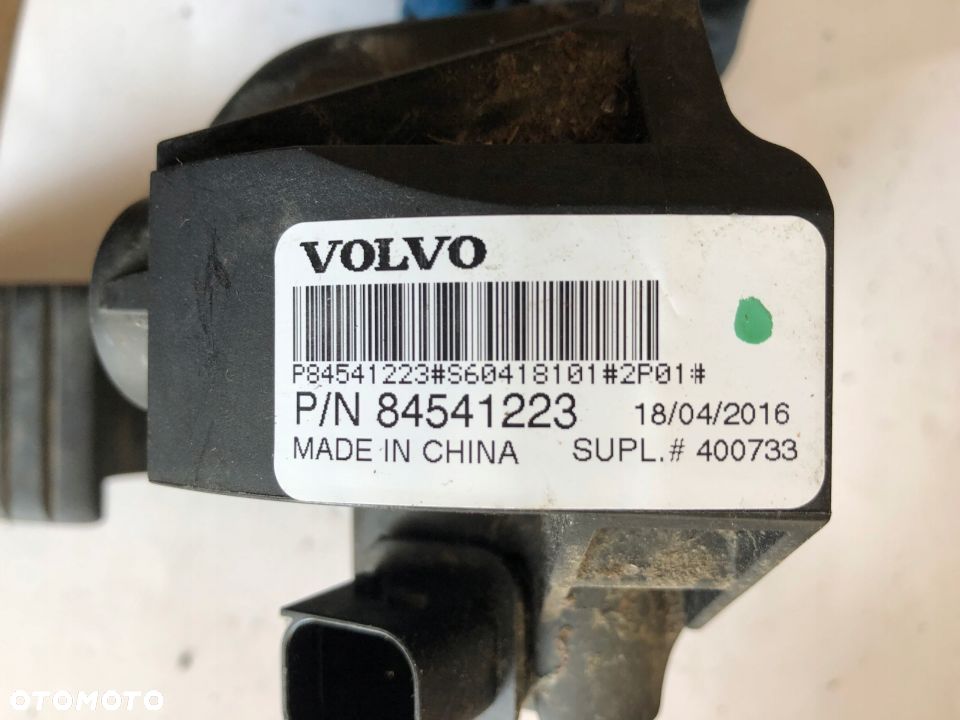 VOLVO
P84541223#S60418101#2P01#
P/N 84541223 18/04/2016
MADE IN CHINA SUPL.# 400733
OTOMOTO